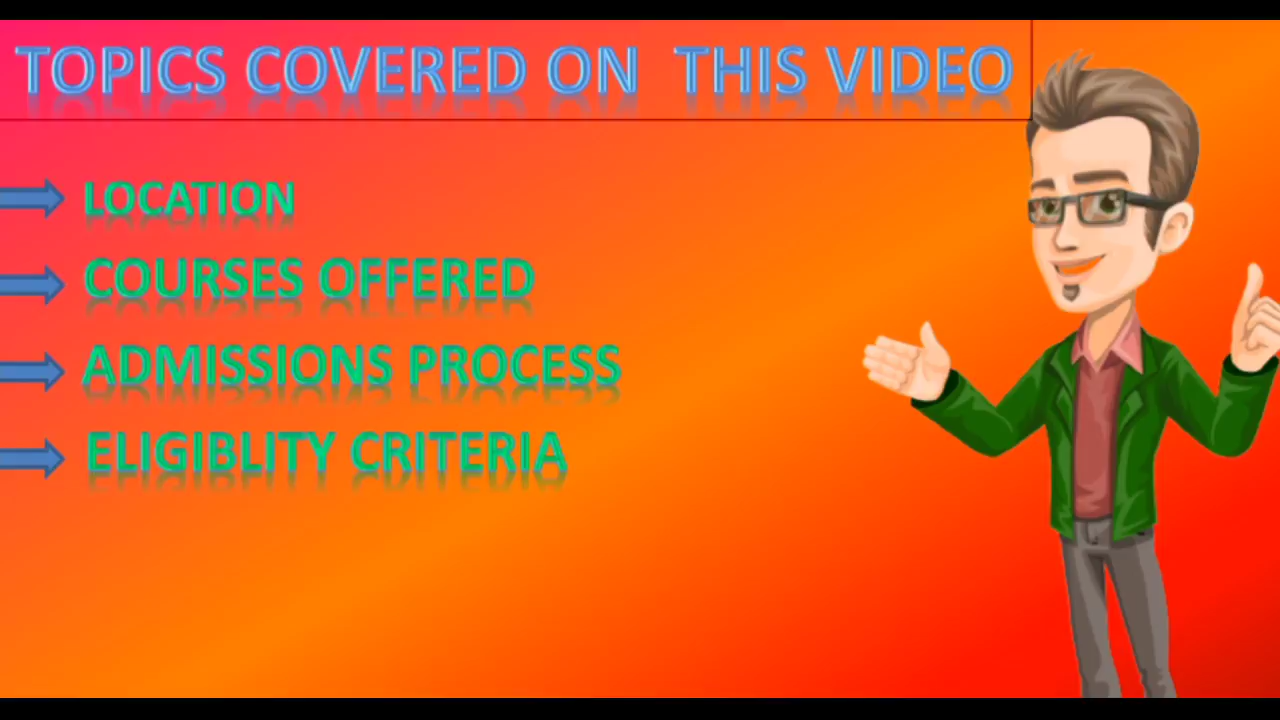 TOPICS COVERED ON THIS VIDEO
LOCATION
COURSES OFFERED
ADMISSIONS PROCESS
ELIGIBLITY CRITERIA